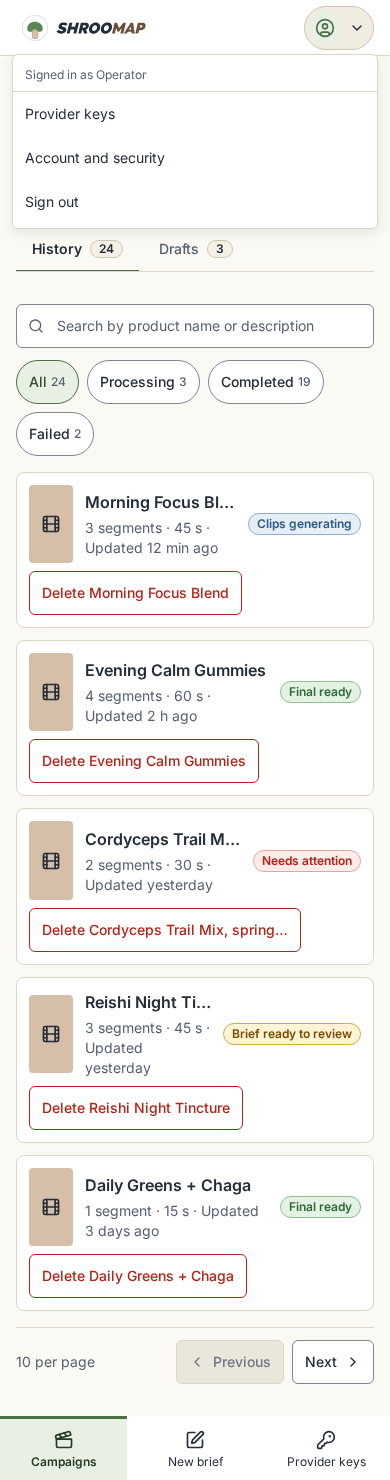 SHROOMAP
Signed in as Operator
Provider keys
Account and security
Sign out
History 24 Drafts 3
Search by product name or description
All 24 Processing 3 Completed 19
Failed 2
Morning Focus Bl...
3 segments · 45 s ·
Updated 12 min ago
Clips generating
Delete Morning Focus Blend
Evening Calm Gummies
4 segments · 60 s ·
Updated 2 h ago
Final ready
Delete Evening Calm Gummies
Cordyceps Trail M...
2 segments · 30 s ·
Updated yesterday
Needs attention
Delete Cordyceps Trail Mix, spring...
Reishi Night Ti...
3 segments · 45 s ·
Updated
yesterday
Brief ready to review
Delete Reishi Night Tincture
Daily Greens + Chaga
1 segment · 15 s · Updated
3 days ago
Final ready
Delete Daily Greens + Chaga
10 per page Previous Next
Campaigns New brief Provider keys